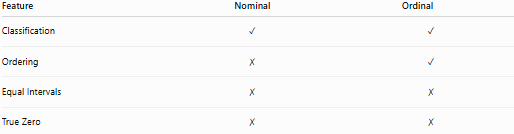 Feature Nominal Ordinal
Classification ✓ ✓
Ordering ✗ ✓
Equal Intervals ✗ ✗
True Zero ✗ ✗